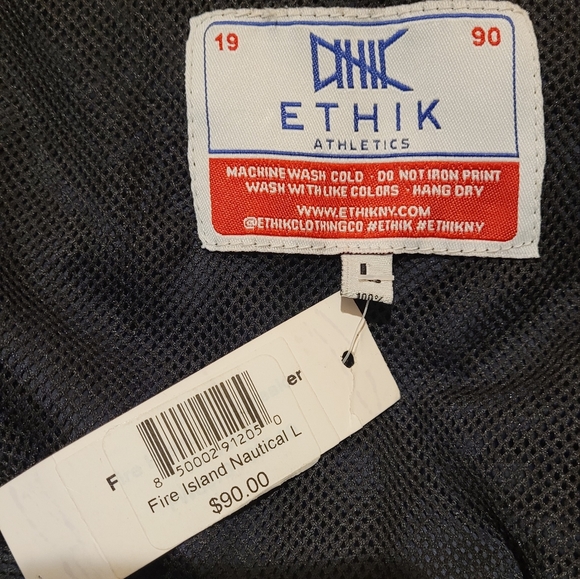 19 90
ETHIK
ATHLETICS
MACHINE WASH COLD - DO NOT IRON PRINT
WASH WITH LIKE COLORS - HANG DRY
WWW.ETHIKNY.COM
@ETHIKCLOTHINGCO #ETHIK #ETHIKNY
L
100%
er
F
8 50002 91205 0
Fire Island Nautical L
$90.00